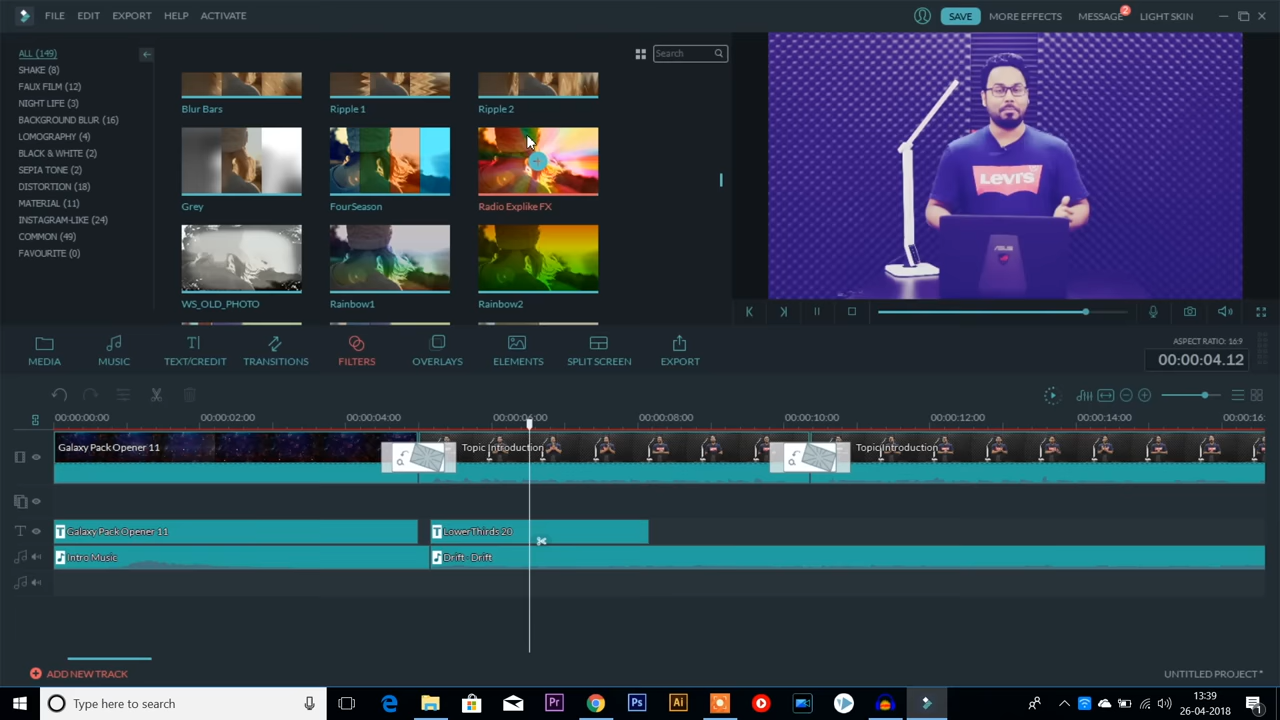 FILE EDIT EXPORT HELP ACTIVATE
SAVE MORE EFFECTS MESSAGE 2 LIGHT SKIN
ALL (149)
SHAKE (8)
FAUX FILM (12)
NIGHT LIFE (3)
BACKGROUND BLUR (16)
LOMOGRAPHY (4)
BLACK & WHITE (2)
SEPIA TONE (2)
DISTORTION (18)
MATERIAL (11)
INSTAGRAM-LIKE (24)
COMMON (49)
FAVOURITE (0)
Search
Blur Bars Ripple 1 Ripple 2
Grey FourSeason Radio Explike FX
WS_OLD_PHOTO Rainbow1 Rainbow2
LEVI'S
ASUS
MEDIA MUSIC TEXT/CREDIT TRANSITIONS FILTERS OVERLAYS ELEMENTS SPLIT SCREEN EXPORT
ASPECT RATIO: 16:9
00:00:04.12
00:00:00:00 00:00:02:00 00:00:04:00 00:00:06:00 00:00:08:00 00:00:10:00 00:00:12:00 00:00:14:00 00:00:16:
Galaxy Pack Opener 11 Topic Introduction Topic Introduction
T Galaxy Pack Opener 11 T LowerThirds 20
Intro Music Drift - Drift
ADD NEW TRACK
UNTITLED PROJECT*
Type here to search
Pr Ps Ai
13:39
26-04-2018